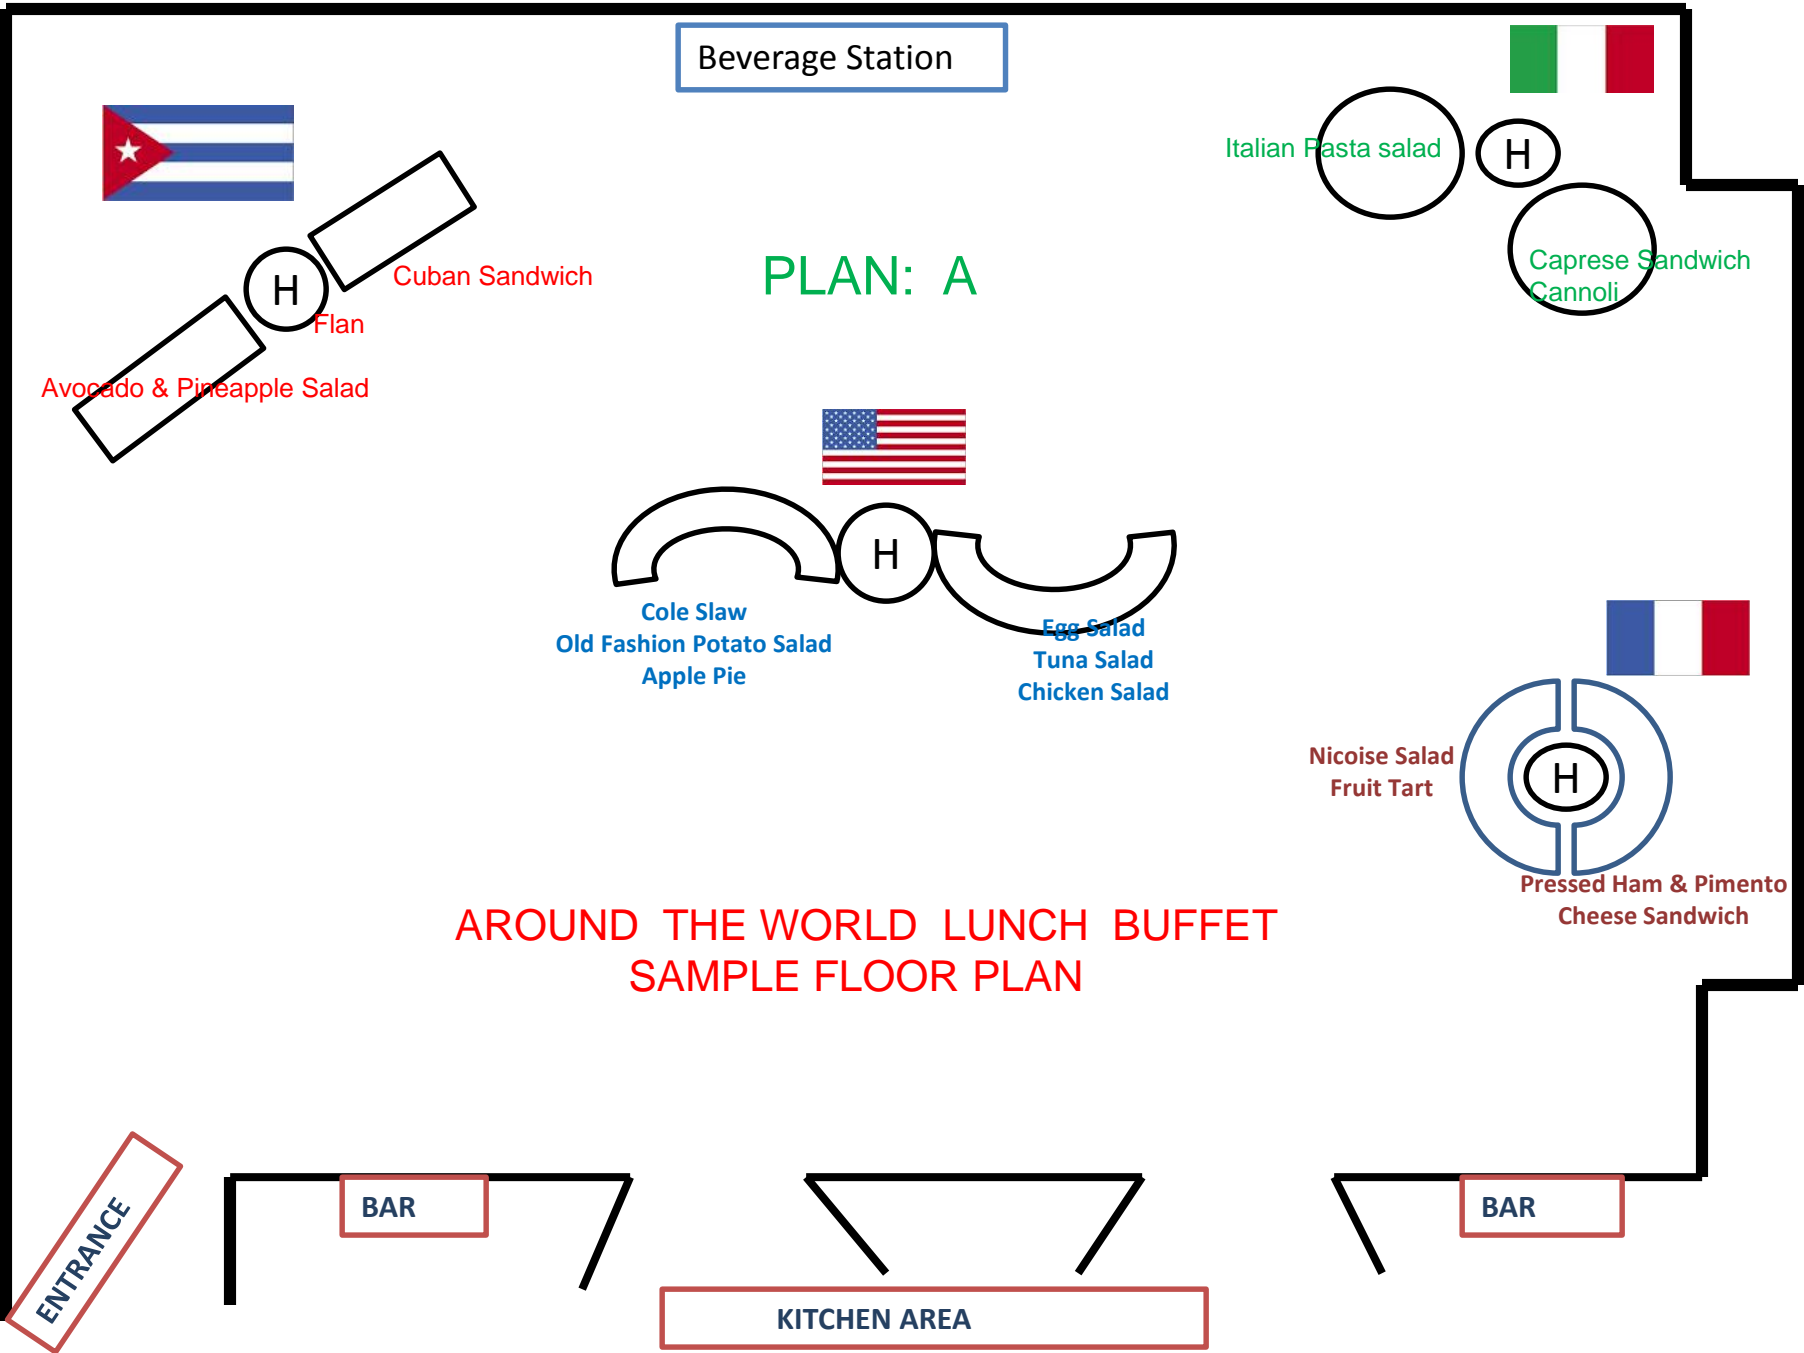 Beverage Station
Italian Pasta salad
H
Caprese Sandwich
Cannoli
Cuban Sandwich
H
Flan
Avocado & Pineapple Salad
PLAN:  A
H
Cole Slaw
Old Fashion Potato Salad
Apple Pie
Egg Salad
Tuna Salad
Chicken Salad
Nicoise Salad
Fruit Tart
H
Pressed Ham & Pimento
Cheese Sandwich
AROUND  THE WORLD  LUNCH  BUFFET
SAMPLE FLOOR PLAN
ENTRANCE
BAR
BAR
KITCHEN AREA